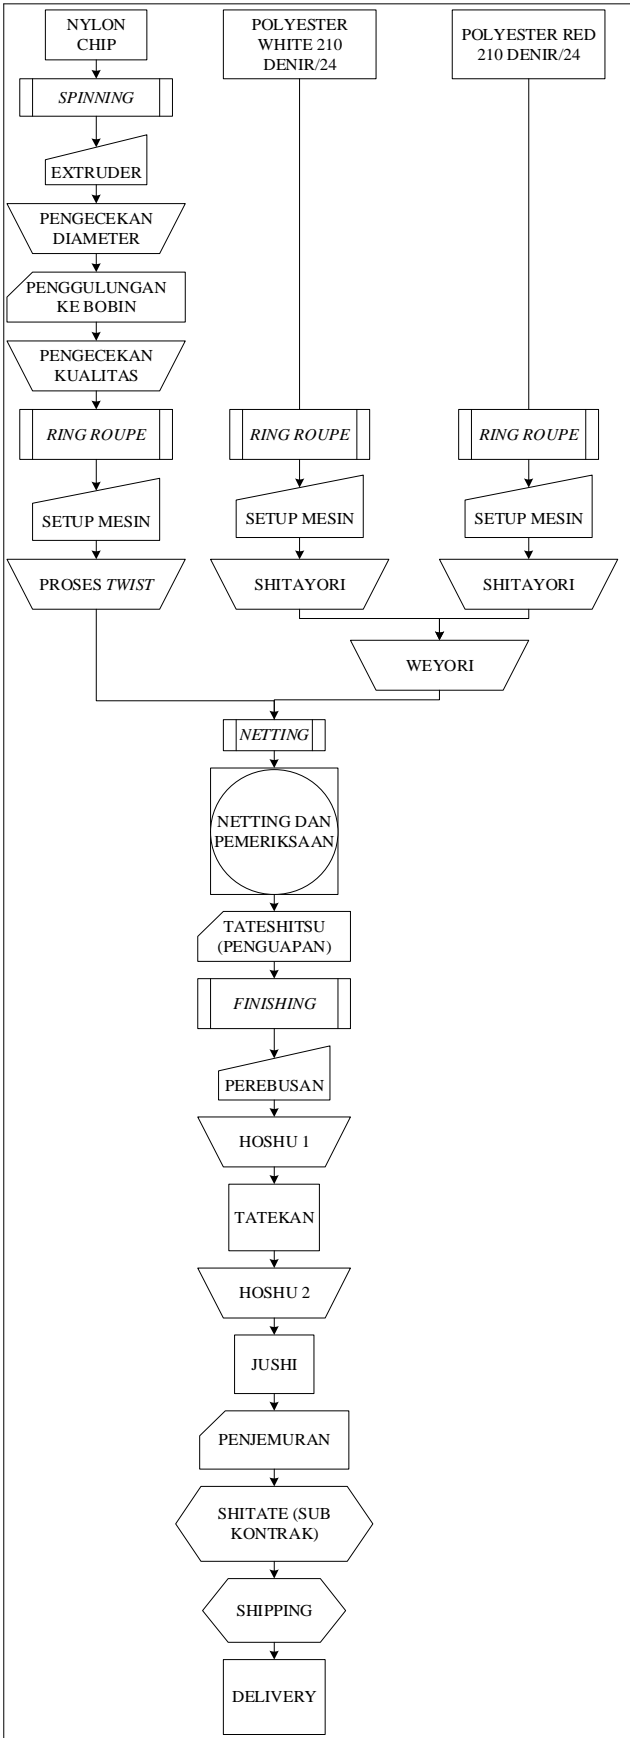 NYLON
CHIP
SPINNING
EXTRUDER
PENGECEKAN
DIAMETER
PENGGULUNGAN
KE BOBIN
PENGECEKAN
KUALITAS
RING ROUPE
SETUP MESIN
PROSES TWIST
POLYESTER
WHITE 210
DENIR/24
RING ROUPE
SETUP MESIN
SHITAYORI
POLYESTER RED
210 DENIR/24
RING ROUPE
SETUP MESIN
SHITAYORI
WEYORI
NETTING
NETTING DAN
PEMERIKSAAN
TATESHITSU
(PENGUAPAN)
FINISHING
PEREBUSAN
HOSHU 1
TATEKAN
HOSHU 2
JUSHI
PENJEMURAN
SHITATE (SUB
KONTRAK)
SHIPPING
DELIVERY